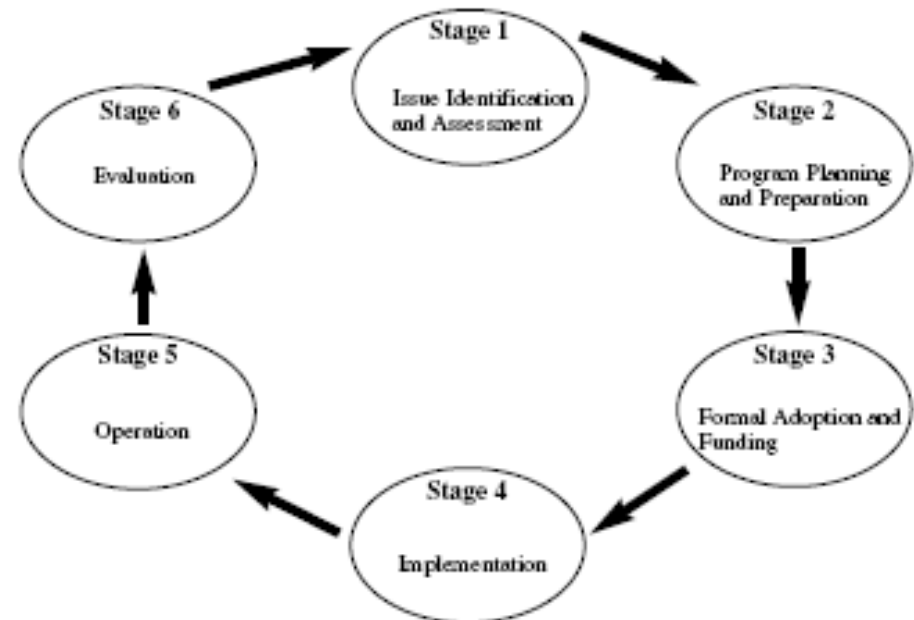 Stage 1
Issue Identification
and Assessment
Stage 2
Program Planning
and Preparation
Stage 3
Formal Adoption and
Funding
Stage 4
Implementation
Stage 5
Operation
Stage 6
Evaluation